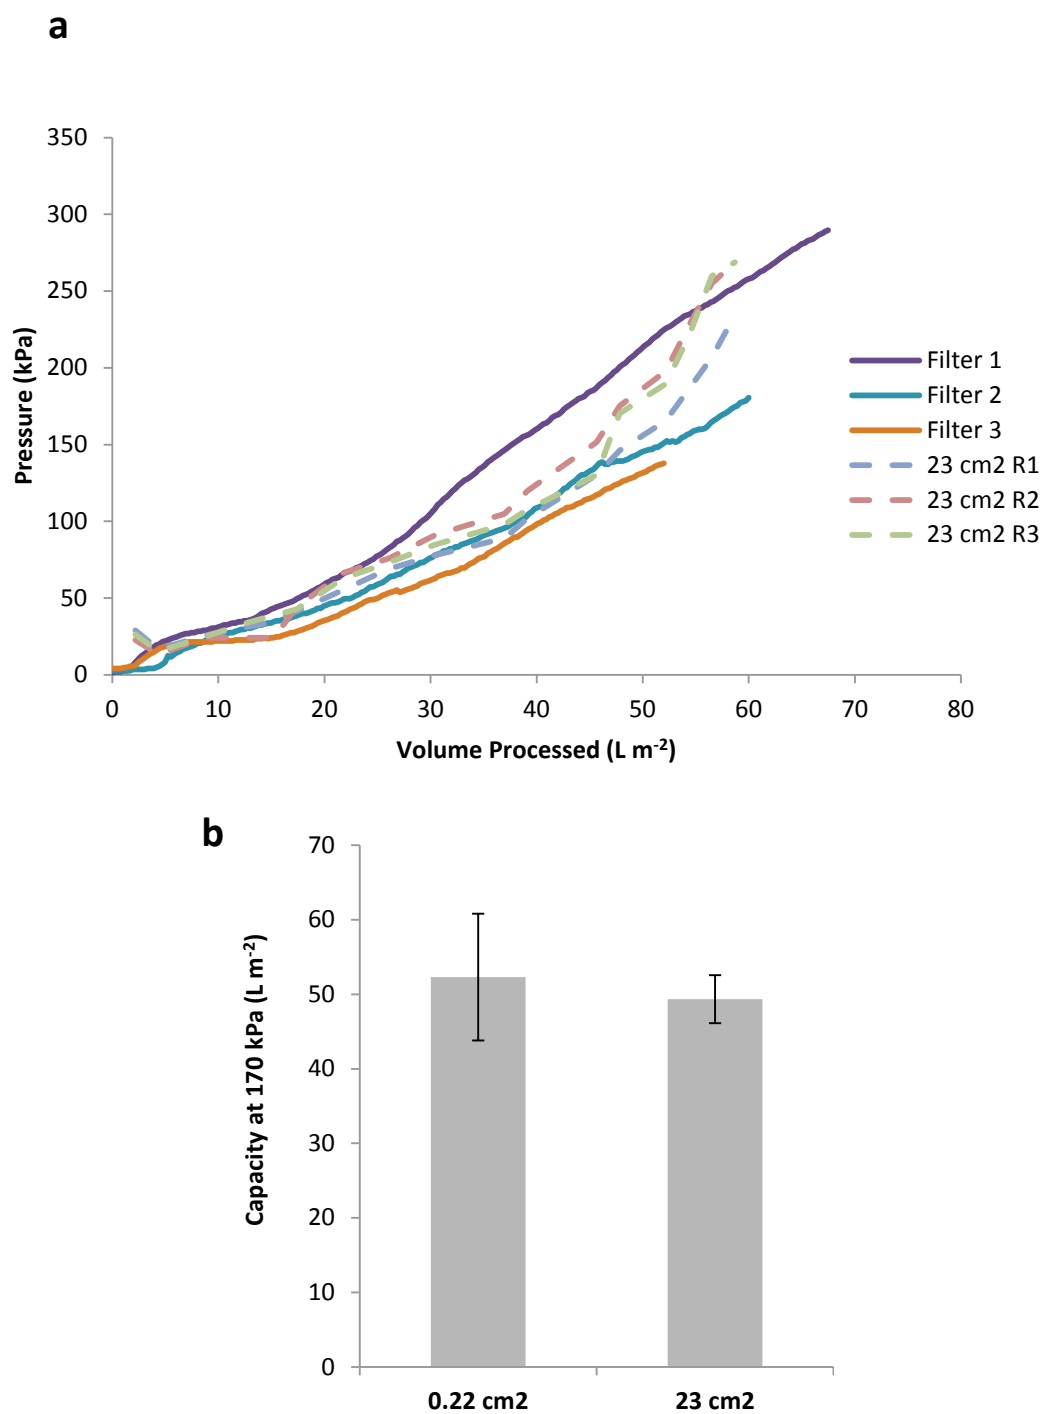 a
350
300
250
200
150
100
50
0
Pressure (kPa)
0 10 20 30 40 50 60 70 80
Volume Processed (L m-2)
Filter 1
Filter 2
Filter 3
23 cm2 R1
23 cm2 R2
23 cm2 R3
b
70
60
50
40
30
20
10
0
Capacity at 170 kPa (L m-2)
0.22 cm2 23 cm2